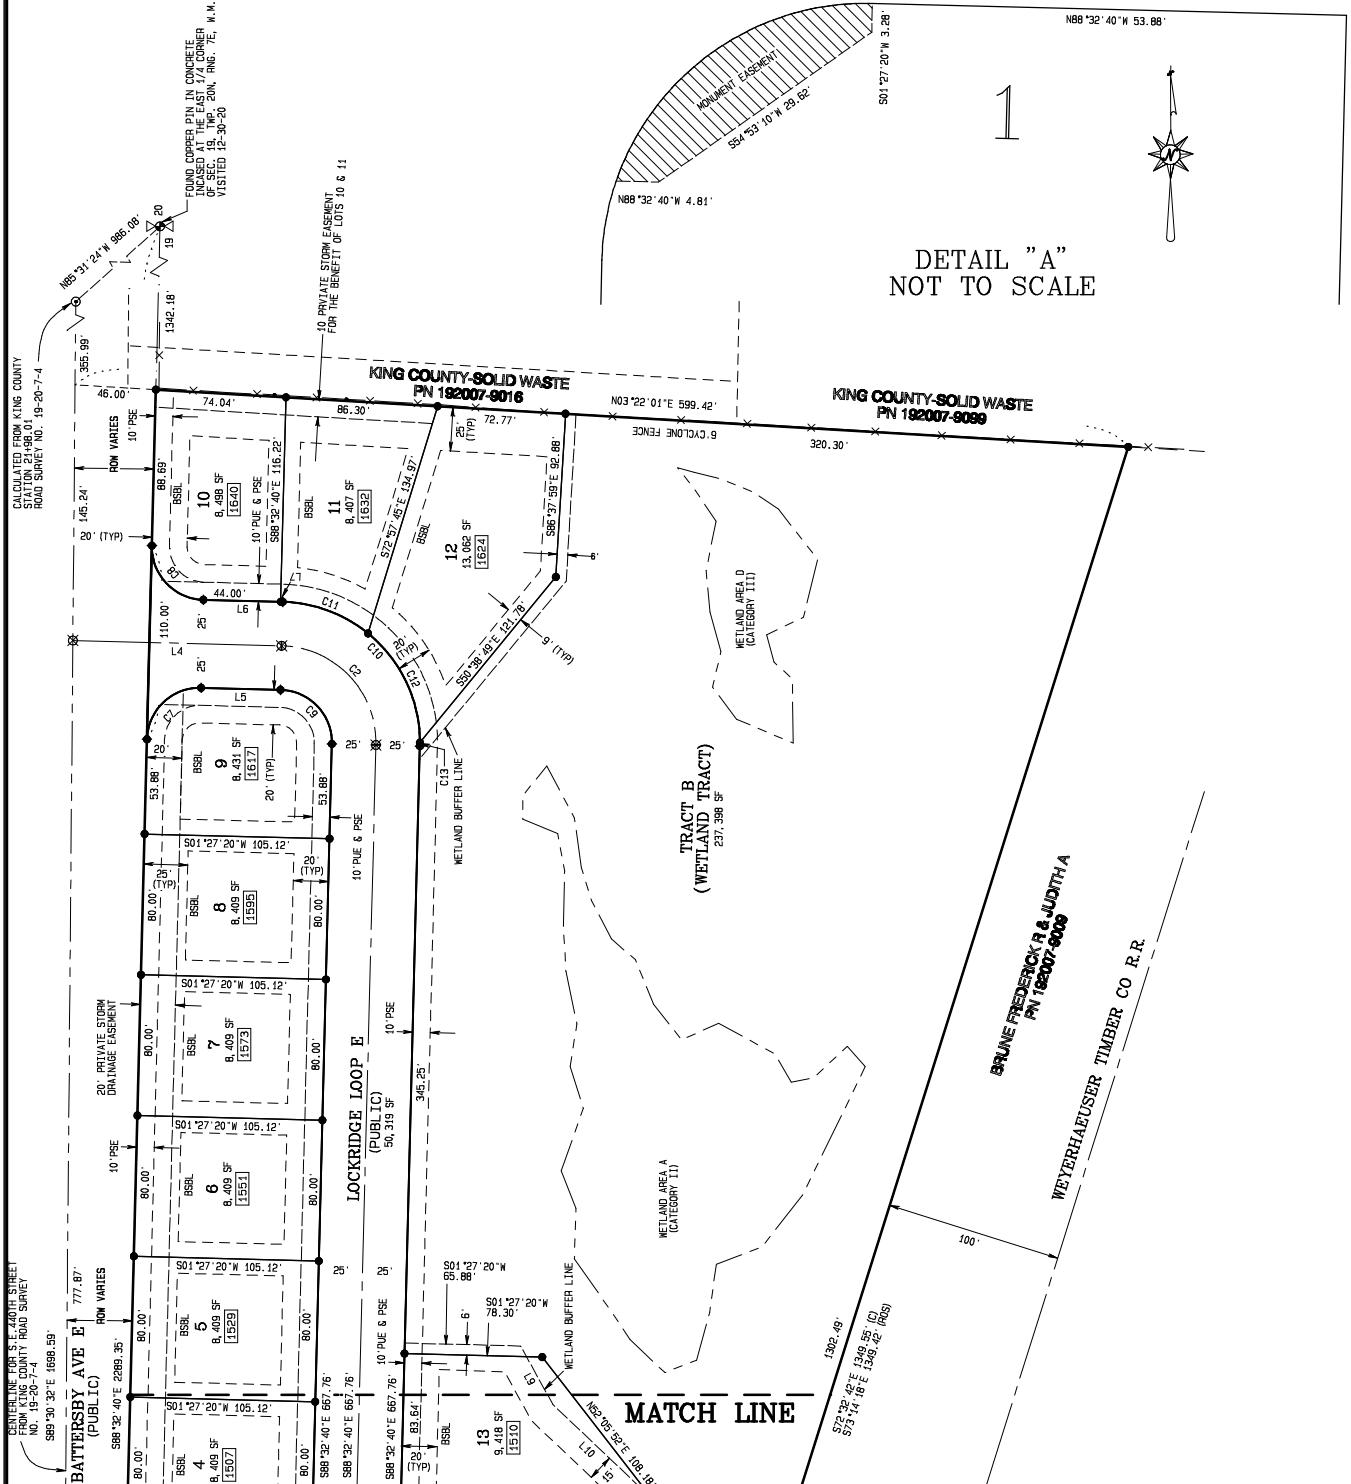 FOUND COPPER PIN IN CONCRETE
INCASED AT THE EAST 1/4 CORNER
OF SEC. 19, TWP. 20N, RNG. 7E, W.M.
VISITED 12-30-20
N85°31'24"W 986.08'
20
19
1342.18'
355.99'
CALCULATED FROM KING COUNTY
STATION 21+98.01
ROAD SURVEY NO. 19-20-7-4
10 PRVIATE STORM EASEMENT
FOR THE BENEFIT OF LOTS 10 & 11
MONUMENT EASEMENT
S54°53'10"W 29.62'
S01°27'20"W 3.28'
N88°32'40"W 53.88'
N88°32'40"W 4.81'
1
N
DETAIL "A"
NOT TO SCALE
KING COUNTY-SOLID WASTE
PN 192007-9016
KING COUNTY-SOLID WASTE
PN 192007-9099
46.00'
74.04'
86.30'
72.77'
N03°22'01"E 599.42'
6'CYCLONE FENCE
320.30'
ROW VARIES
10'PSE
88.69'
145.24'
20'(TYP)
BSBL
10
8,498 SF
1640
10'PUE & PSE
S88°32'40"E 116.22'
BSBL
11
8,407 SF
1632
S72°57'45"E 134.97'
25'
(TYP)
BSBL
12
13,062 SF
1624
S86°37'59"E 92.88'
6'
C8
44.00'
L6
C11
C10
20'
(TYP)
C12
S50°38'49"E 121.78'
9'(TYP)
110.00'
25'
L4
25'
C2
L5
C7
C9
20'
53.88'
BSBL
9
8,431 SF
1617
20'(TYP)
53.88'
25'
25'
C13
WETLAND BUFFER LINE
10'PUE & PSE
S01°27'20"W 105.12'
25'
(TYP)
20'
(TYP)
80.00'
BSBL
8
8,409 SF
1595
80.00'
S01°27'20"W 105.12'
20' PRIVATE STORM
DRAINAGE EASEMENT
80.00'
BSBL
7
8,409 SF
1573
80.00'
10'PSE
345.25'
S01°27'20"W 105.12'
10'PSE
80.00'
BSBL
6
8,409 SF
1551
80.00'
LOCKRIDGE LOOP E
(PUBLIC)
50,319 SF
S01°27'20"W 105.12'
25'
25'
ROW VARIES
777.87'
80.00'
BSBL
5
8,409 SF
1529
80.00'
S01°27'20"W 105.12'
80.00'
BSBL
4
8,409 SF
1507
80.00'
CENTERLINE FOR S.E. 440TH STREET
FROM KING COUNTY ROAD SURVEY
NO. 19-20-7-4
S89°30'32"E 1698.59'
BATTERSBY AVE E
(PUBLIC)
S88°32'40"E 2289.35'
S88°32'40"E 667.76'
S88°32'40"E 667.76'
S88°32'40"E 667.76'
10'PUE & PSE
83.64'
20'
(TYP)
BSBL
13
9,418 SF
1510
S01°27'20"W
65.88'
6'
S01°27'20"W
78.30'
WETLAND BUFFER LINE
L9
L10
15'
N52°05'52"E 108.18'
MATCH LINE
WETLAND AREA D
(CATEGORY III)
TRACT B
(WETLAND TRACT)
237,398 SF
WETLAND AREA A
(CATEGORY II)
BRUNE FREDERICK R & JUDITH A
PN 192007-9009
WEYERHAEUSER TIMBER CO R.R.
100'
1302.49'
S72°32'42"E 1349.55' (C)
S73°14'18"E 1349.42' (ROS)